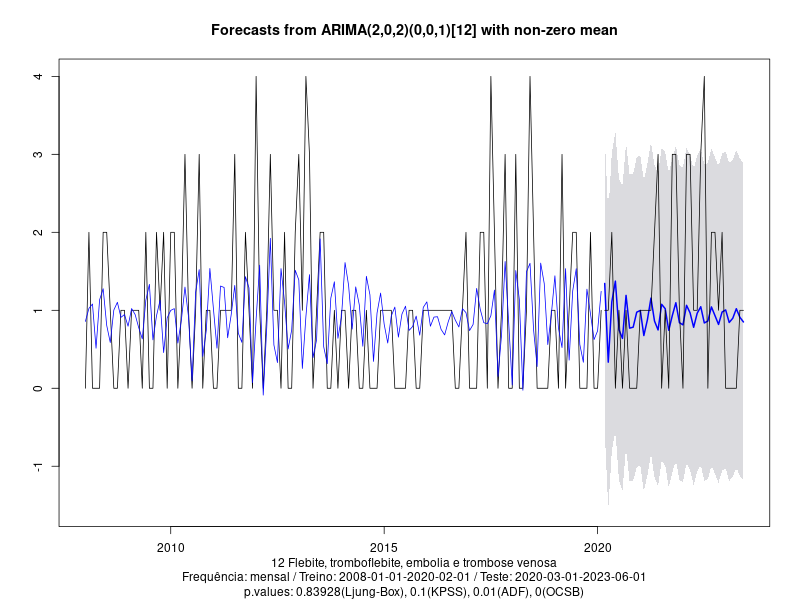 Forecasts from ARIMA(2,0,2)(0,0,1)[12] with non-zero mean
4
3
2
1
0
-1
2010 2015 2020
12 Flebite, tromboflebite, embolia e trombose venosa
Frequência: mensal / Treino: 2008-01-01-2020-02-01 / Teste: 2020-03-01-2023-06-01
p.values: 0.83928(Ljung-Box), 0.1(KPSS), 0.01(ADF), 0(OCSB)